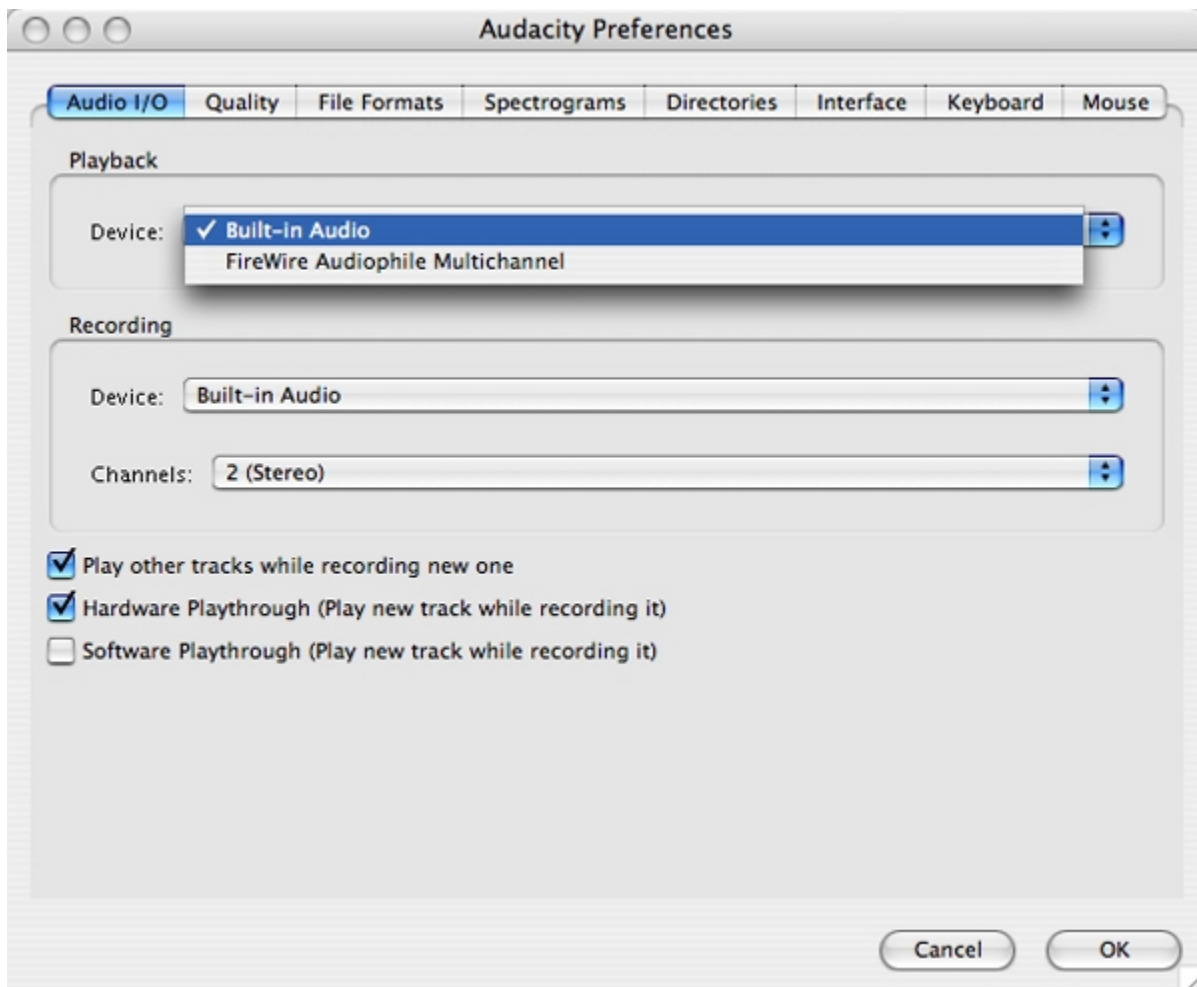 Audacity Preferences
Audio I/O Quality File Formats Spectrograms Directories Interface Keyboard Mouse
Playback
Device: ✓ Built-in Audio
FireWire Audiophile Multichannel
Recording
Device: Built-in Audio
Channels: 2 (Stereo)
Play other tracks while recording new one
Hardware Playthrough (Play new track while recording it)
Software Playthrough (Play new track while recording it)
Cancel OK